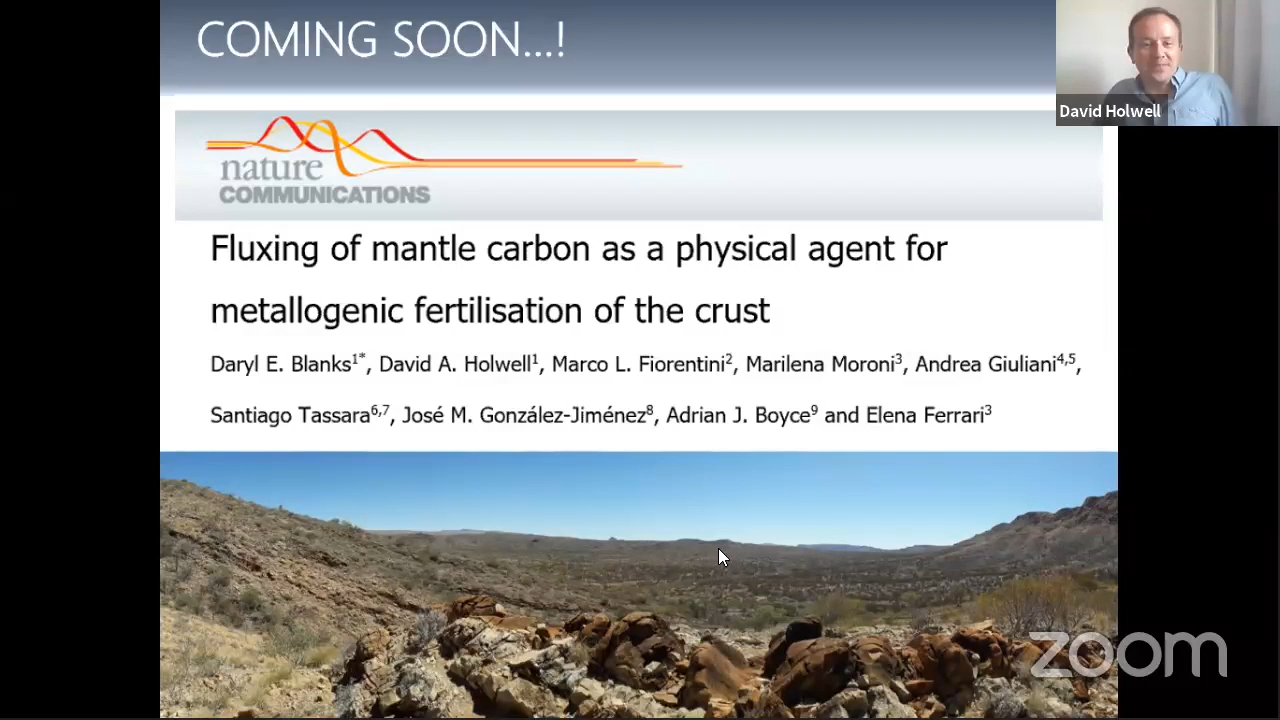 COMING SOON...!
David Holwell
nature
COMMUNICATIONS
Fluxing of mantle carbon as a physical agent for
metallogenic fertilisation of the crust
Daryl E. Blanks¹*, David A. Holwell¹, Marco L. Fiorentini², Marilena Moroni³, Andrea Giuliani⁴,⁵,
Santiago Tassara⁶,⁷, José M. González-Jiménez⁸, Adrian J. Boyce⁹ and Elena Ferrari³
zoom